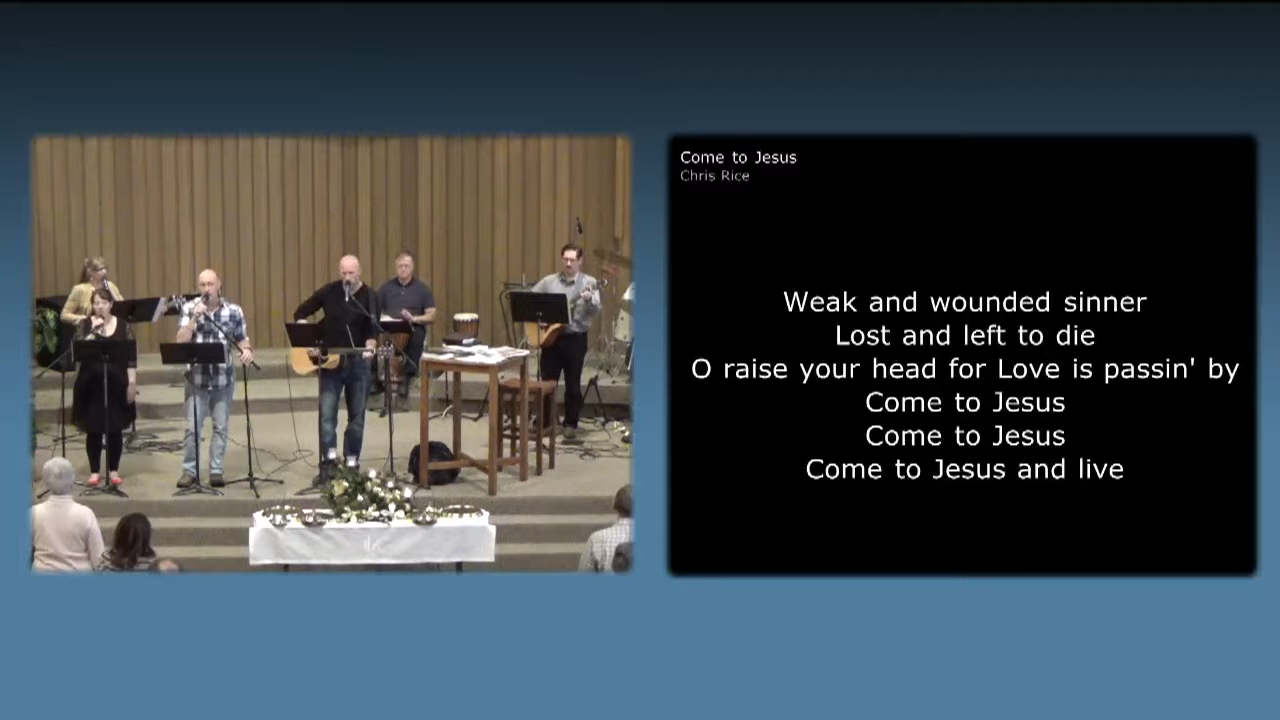 Come to Jesus
Chris Rice
Weak and wounded sinner
Lost and left to die
O raise your head for Love is passin' by
Come to Jesus
Come to Jesus
Come to Jesus and live